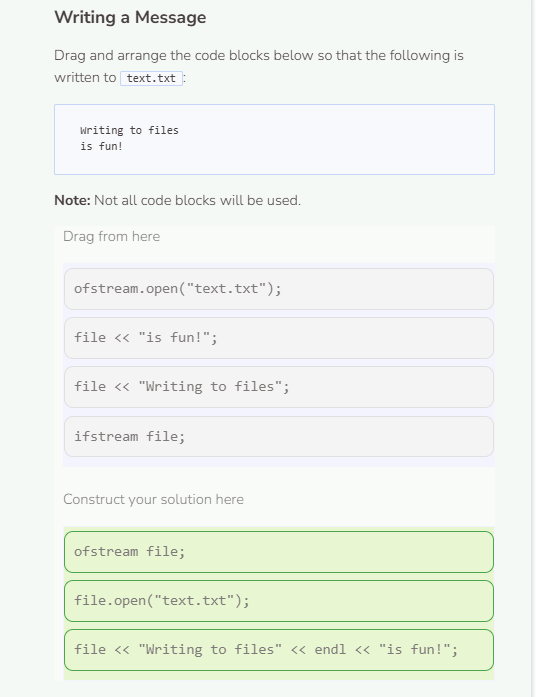 Writing a Message
Drag and arrange the code blocks below so that the following is
written to text.txt:
Writing to files
is fun!
Note: Not all code blocks will be used.
Drag from here
ofstream.open("text.txt");
file << "is fun!";
file << "Writing to files";
ifstream file;
Construct your solution here
ofstream file;
file.open("text.txt");
file << "Writing to files" << endl << "is fun!";